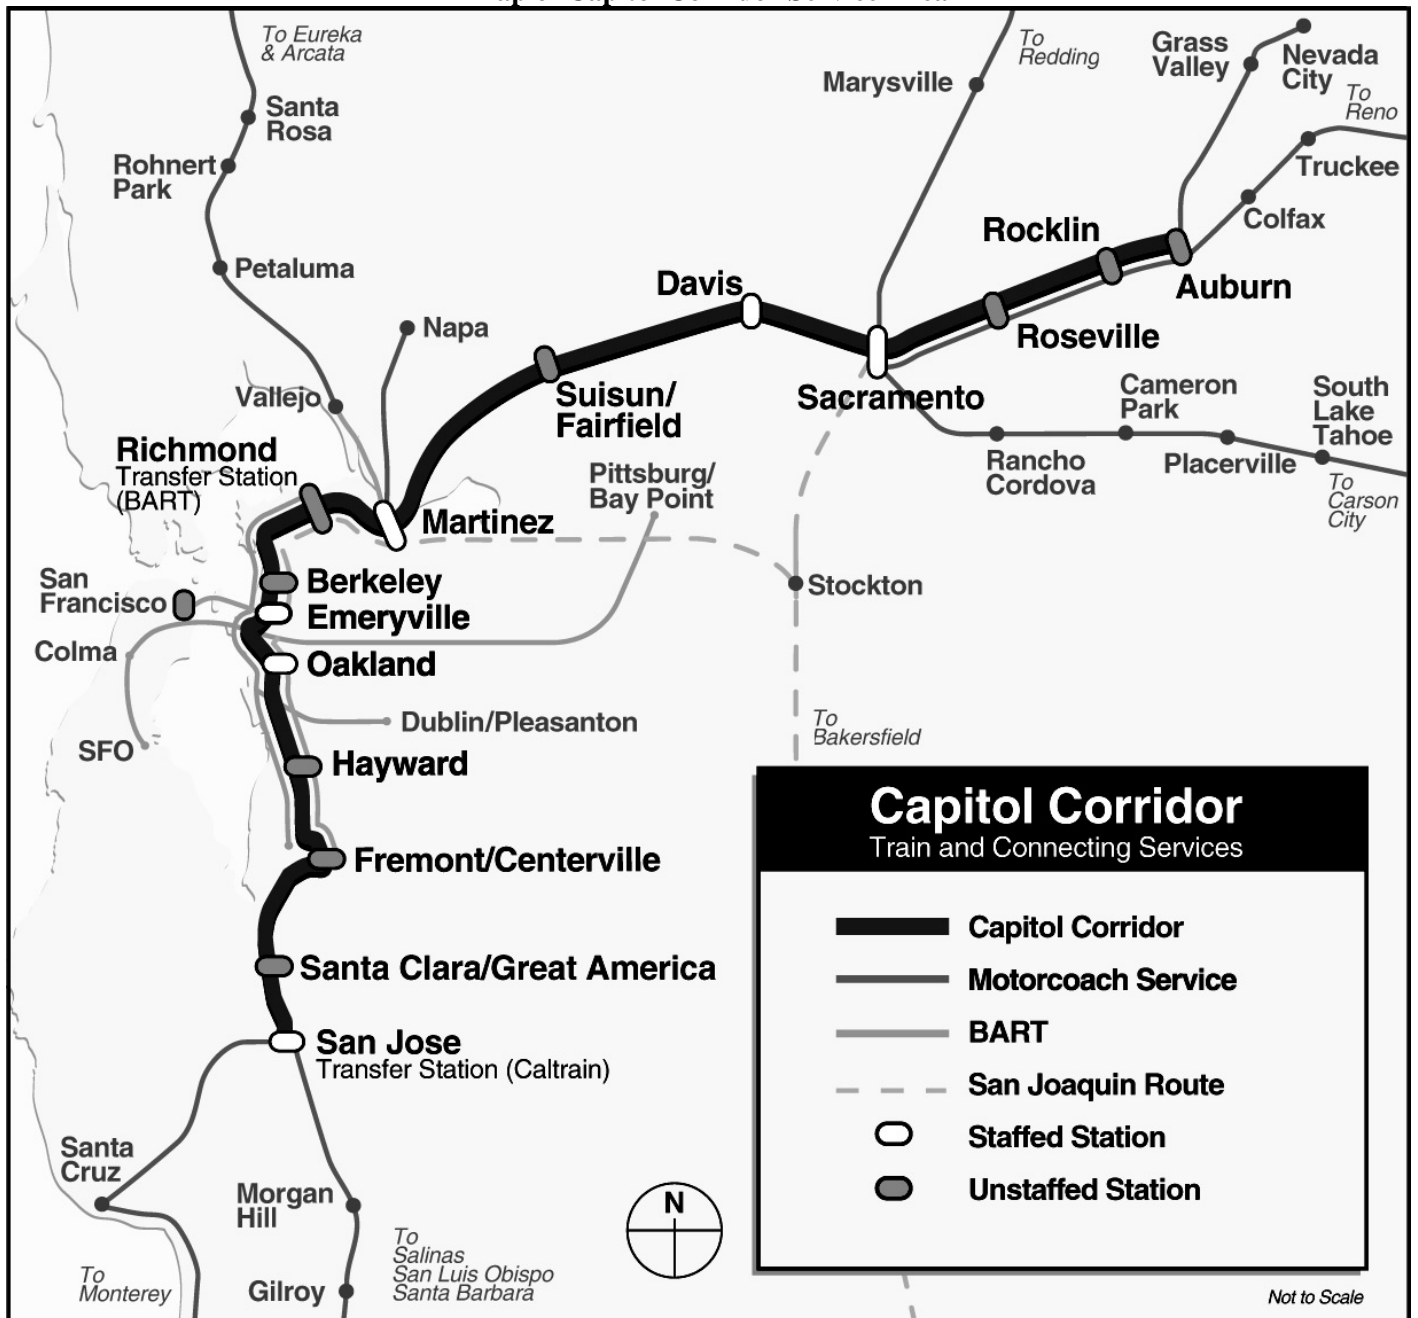 To Eureka
& Arcata
Santa
Rosa
Rohnert
Park
Petaluma
Napa
Vallejo
Marysville
To
Redding
Grass
Valley
Nevada
City
To
Reno
Truckee
Colfax
Rocklin
Auburn
Roseville
Davis
Sacramento
Suisun/
Fairfield
Cameron
Park
South
Lake
Tahoe
Rancho
Cordova
Placerville
To
Carson
City
Richmond
Transfer Station
(BART)
Pittsburg/
Bay Point
Martinez
San
Francisco
Berkeley
Emeryville
Stockton
Colma
Oakland
SFO
Dublin/Pleasanton
To
Bakersfield
Hayward
Fremont/Centerville
Santa Clara/Great America
San Jose
Transfer Station (Caltrain)
Santa
Cruz
Morgan
Hill
To
Monterey
Gilroy
To
Salinas
San Luis Obispo
Santa Barbara
N
Capitol Corridor
Train and Connecting Services
Capitol Corridor
Motorcoach Service
BART
San Joaquin Route
Staffed Station
Unstaffed Station
Not to Scale